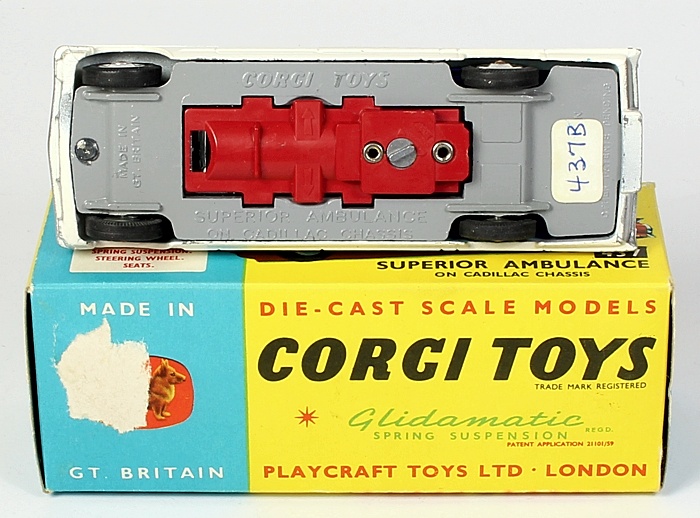 CORGI TOYS
MADE IN
GT. BRITAIN
437B
SUPERIOR AMBULANCE
ON CADILLAC CHASSIS
SPRING SUSPENSION.
STEERING WHEEL.
SEATS.
437
SUPERIOR AMBULANCE
ON CADILLAC CHASSIS
MADE IN
GT. BRITAIN
DIE-CAST SCALE MODELS
CORGI TOYS
TRADE MARK REGISTERED
Glidamatic REGD.
SPRING SUSPENSION
PATENT APPLICATION 21101/59
PLAYCRAFT TOYS LTD · LONDON